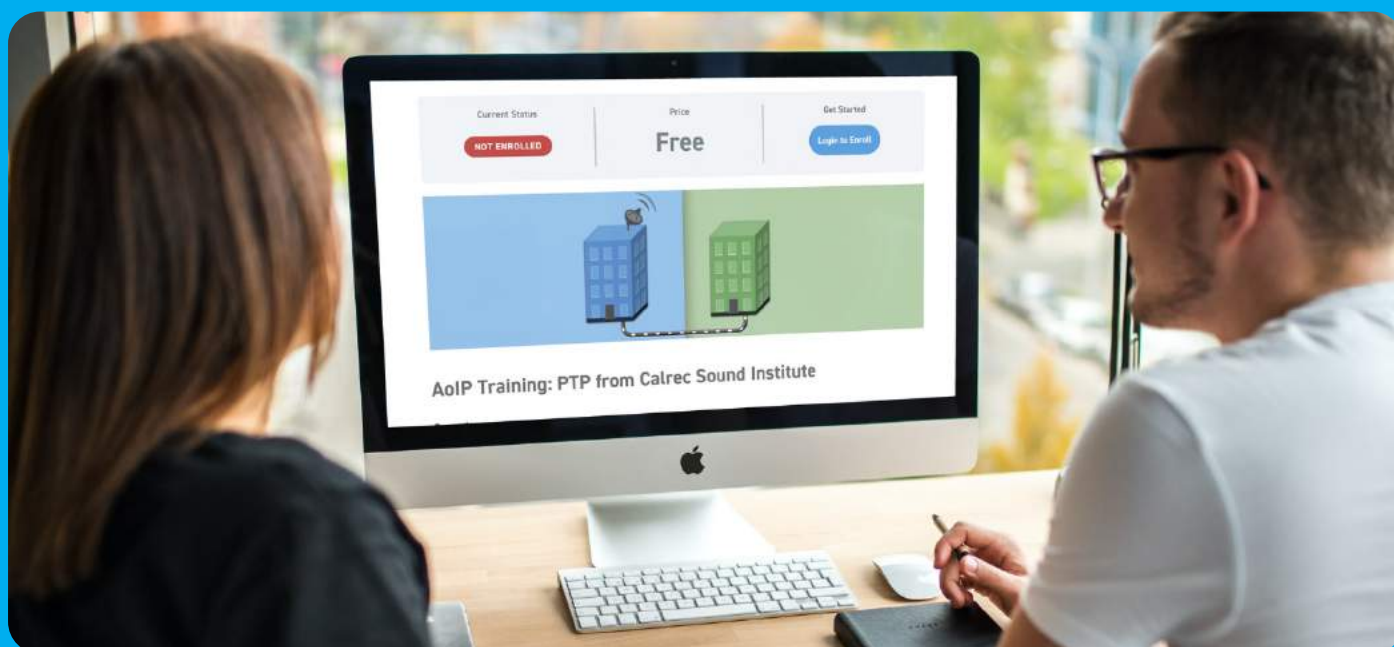 Current Status
Price
Get Started
NOT ENROLLED
Free
Login to Enroll
AoIP Training: PTP from Calrec Sound Institute